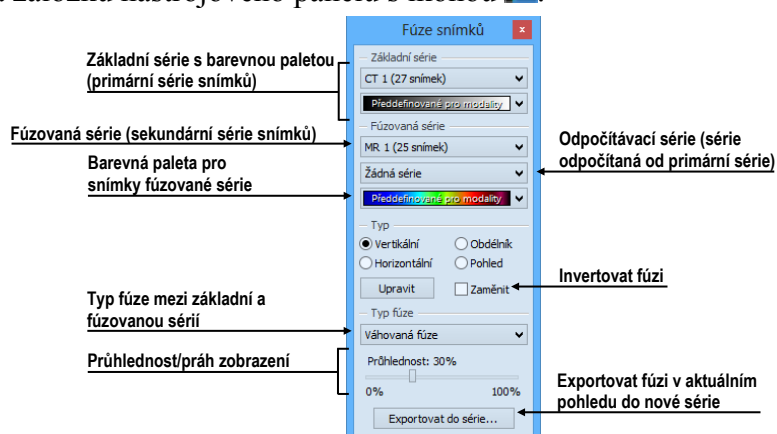 záložku nástrojového panelu s ikonou
Fúze snímků
Základní série s barevnou paletou
(primární série snímků)
Základní série
CT 1 (27 snímek)
Předdefinované pro modality
Fúzovaná série (sekundární série snímků)
Fúzovaná série
MR 1 (25 snímek)
Odpočítávací série (série
odpočítaná od primární série)
Barevná paleta pro
snímky fúzované série
Žádná série
Předdefinované pro modality
Typ
Vertikální
Obdélník
Horizontální
Pohled
Upravit
Zaměnit
Invertovat fúzi
Typ fúze mezi základní a
fúzovanou sérií
Typ fúze
Váhovaná fúze
Průhlednost/práh zobrazení
Průhlednost: 30%
0%
100%
Exportovat do série...
Exportovat fúzi v aktuálním
pohledu do nové série